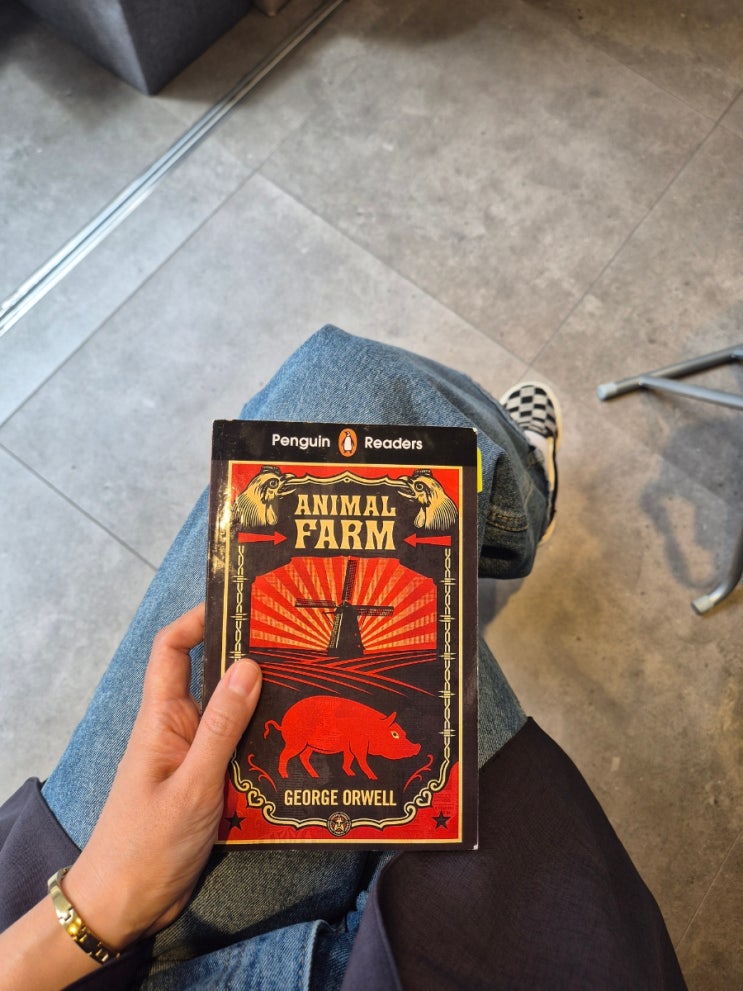 Penguin Readers
ANIMAL
FARM
GEORGE ORWELL